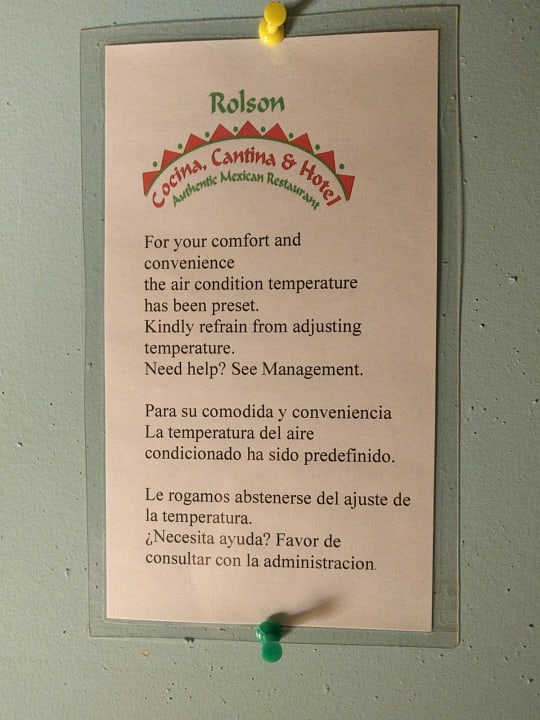 Rolson
Cocina, Cantina & Hotel
Authentic Mexican Restaurant
For your comfort and
convenience
the air condition temperature
has been preset.
Kindly refrain from adjusting
temperature.
Need help? See Management.
Para su comodida y conveniencia
La temperatura del aire
condicionado ha sido predefinido.
Le rogamos abstenerse del ajuste de
la temperatura.
¿Necesita ayuda? Favor de
consultar con la administracion.